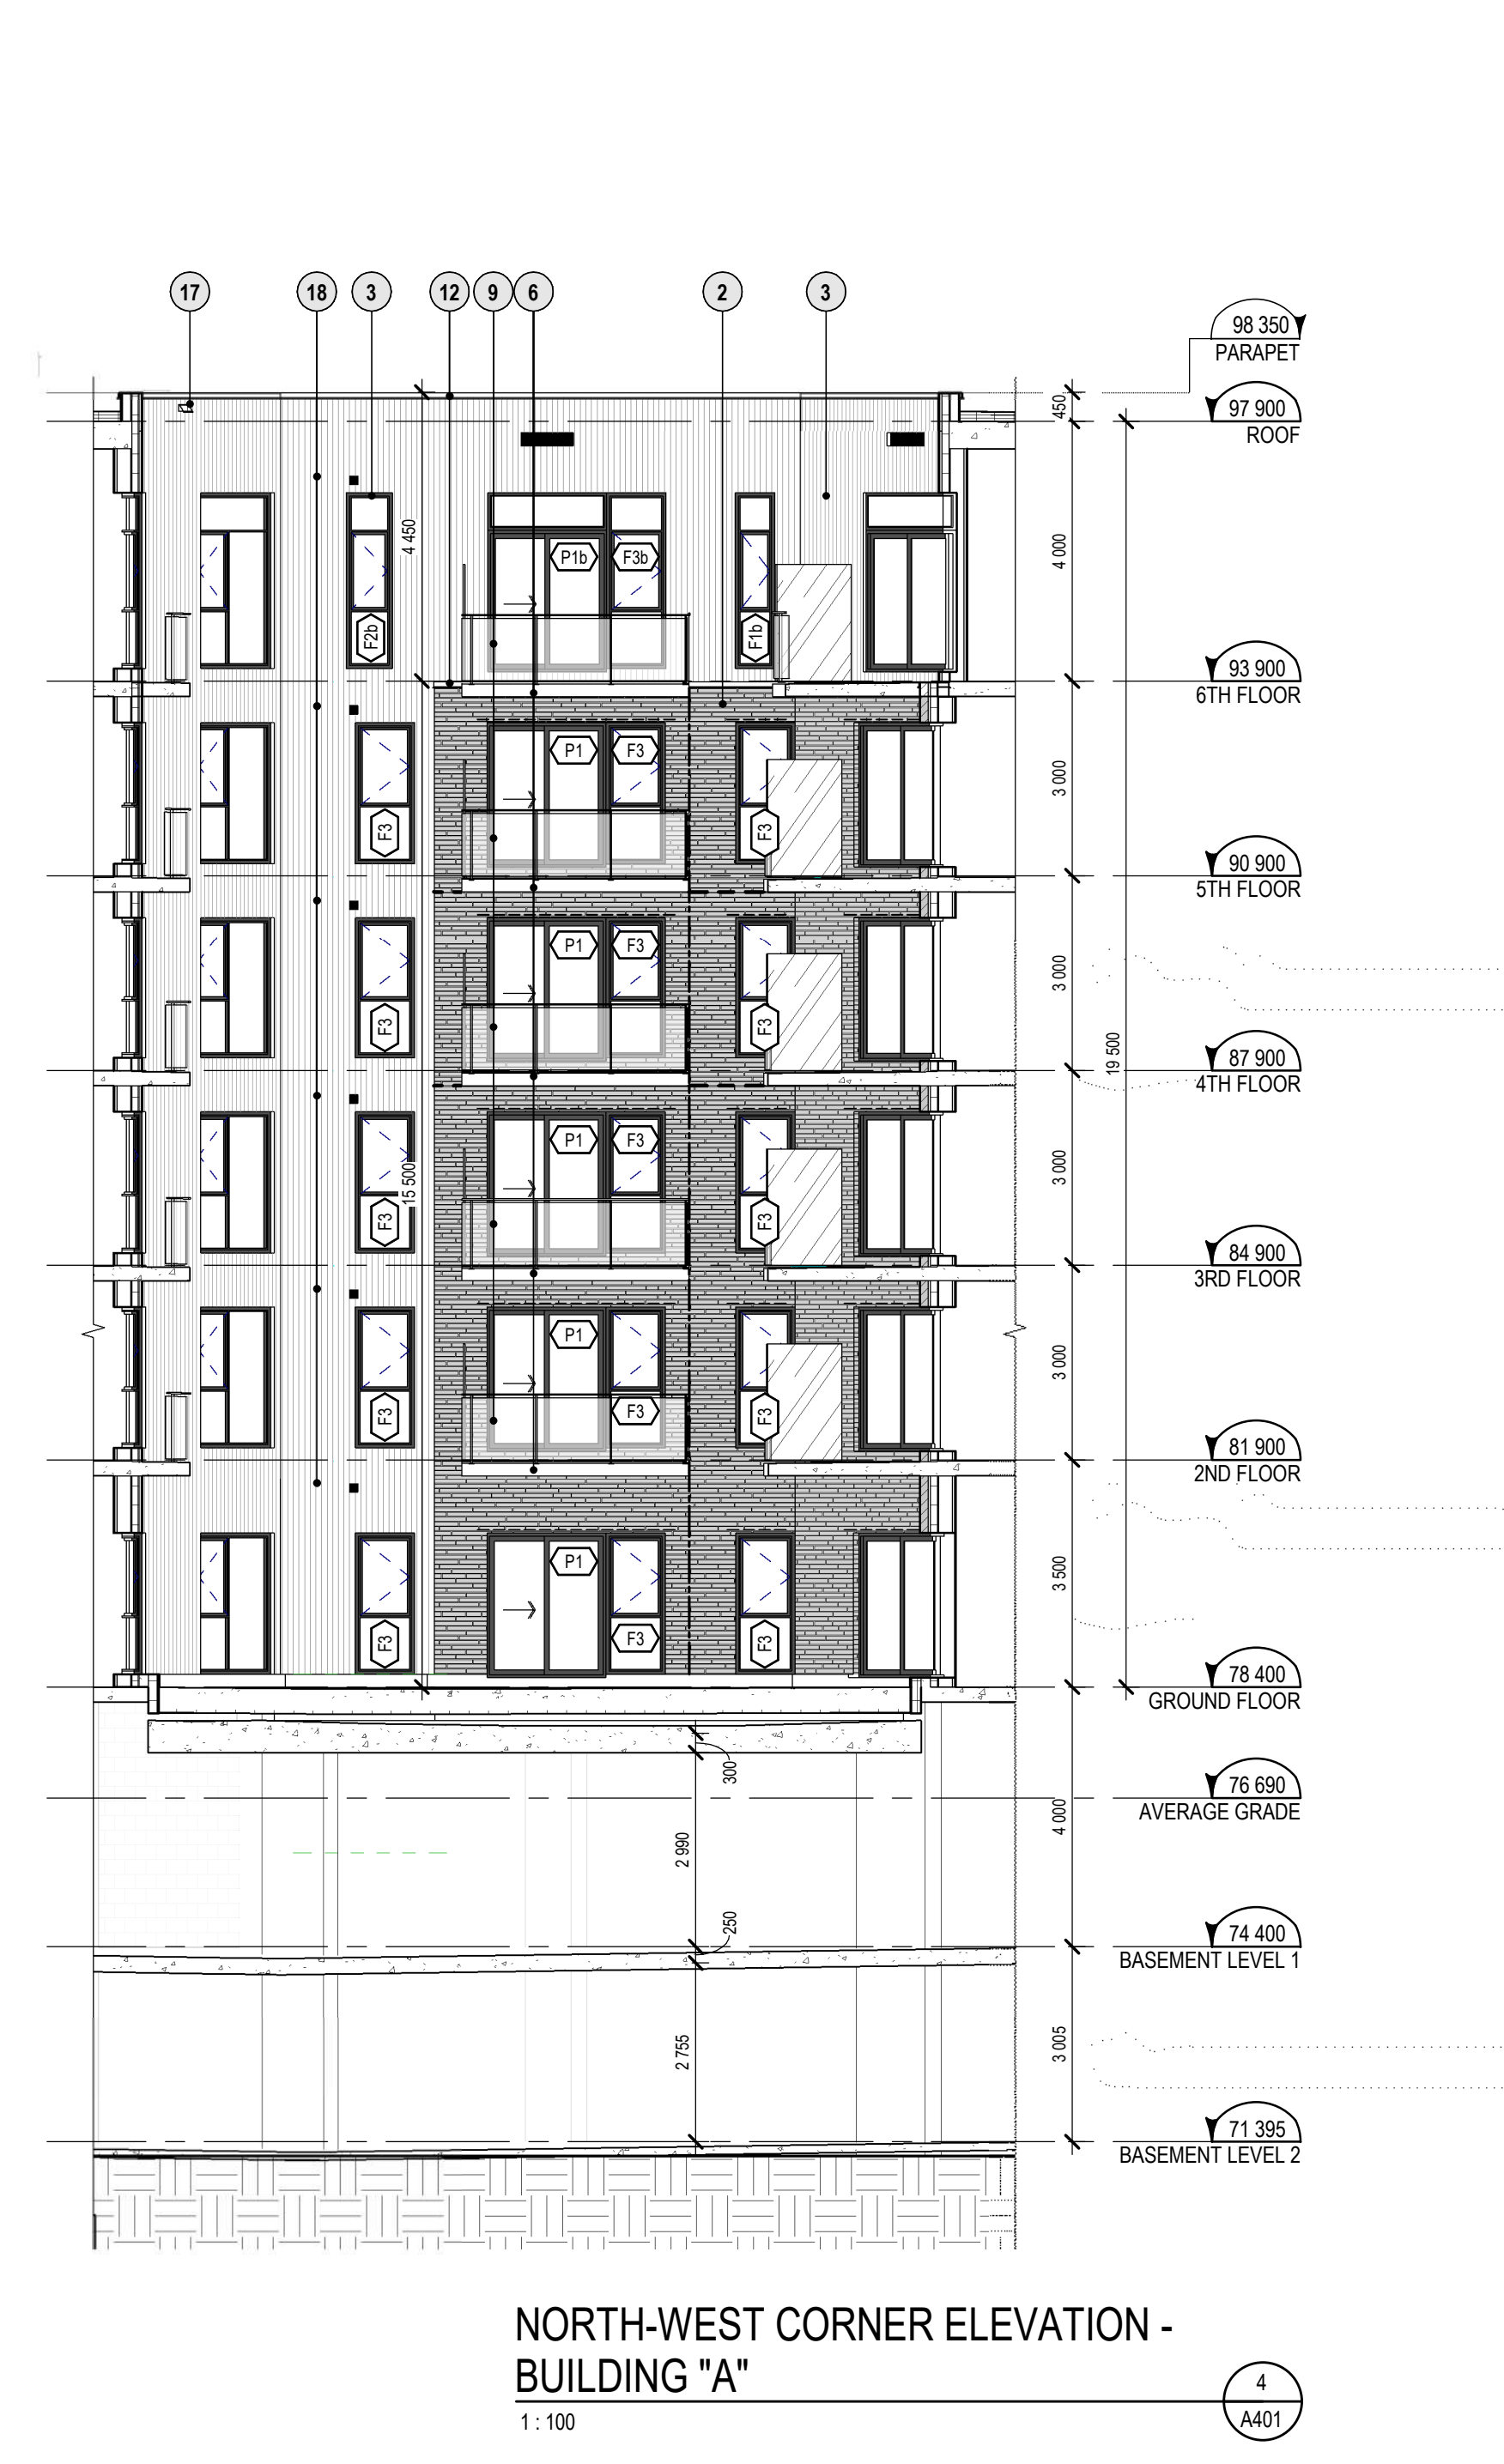 17 18 3 12 9 6 2 3
98 350
PARAPET
450
97 900
ROOF
4 450
4 000
P1b F3b
F2b F1b
93 900
6TH FLOOR
P1 F3
3 000
F3 F3
90 900
5TH FLOOR
P1 F3
3 000
F3 F3
19 500
87 900
4TH FLOOR
P1 F3
3 000
15 500
F3 F3
84 900
3RD FLOOR
P1
3 000
F3 F3 F3
81 900
2ND FLOOR
P1
3 500
F3 F3 F3
78 400
GROUND FLOOR
300
76 690
AVERAGE GRADE
4 000
2 990
250
74 400
BASEMENT LEVEL 1
2 755
3 005
71 395
BASEMENT LEVEL 2
NORTH-WEST CORNER ELEVATION -
BUILDING "A"
1 : 100
4
A401